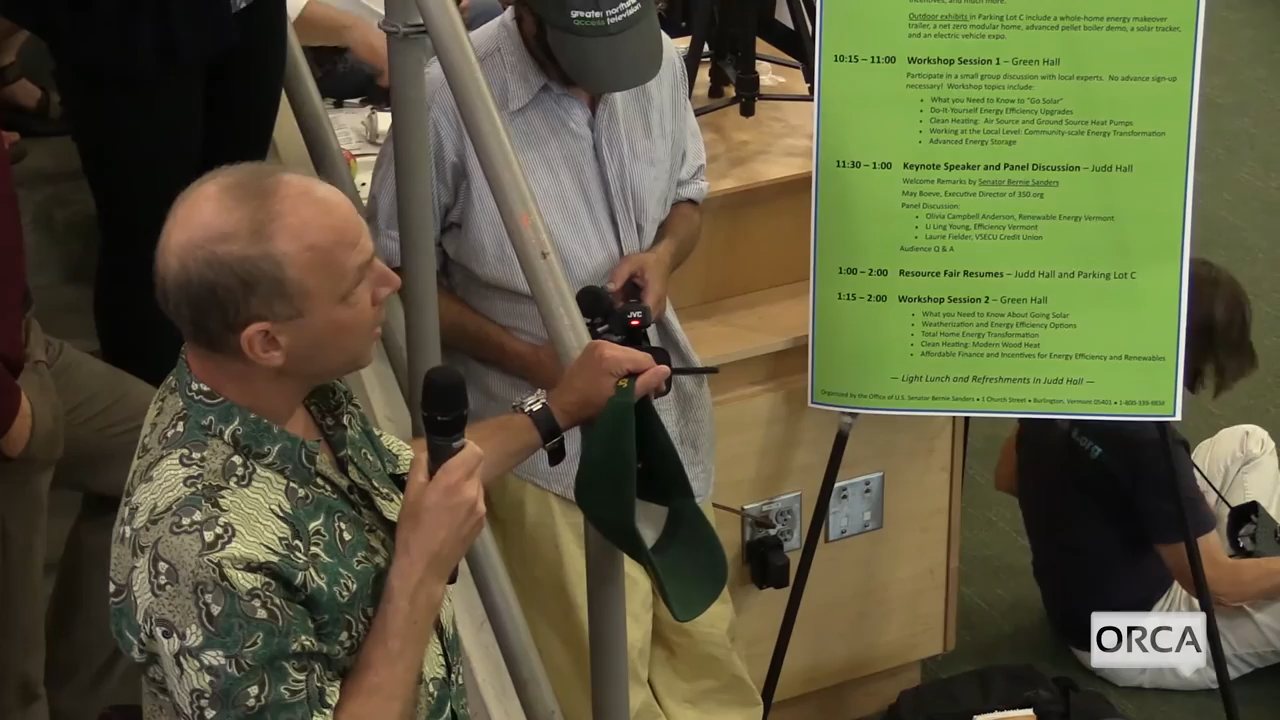 greater northshire
access television
incentives, and much more.
Outdoor exhibits in Parking Lot C include a whole-home energy makeover
trailer, a net zero modular home, advanced pellet boiler demo, a solar tracker,
and an electric vehicle expo.
10:15 – 11:00 Workshop Session 1 – Green Hall
Participate in a small group discussion with local experts. No advance sign-up
necessary! Workshop topics include:
• What you Need to Know to "Go Solar"
• Do-It-Yourself Energy Efficiency Upgrades
• Clean Heating: Air Source and Ground Source Heat Pumps
• Working at the Local Level: Community-scale Energy Transformation
• Advanced Energy Storage
11:30 – 1:00 Keynote Speaker and Panel Discussion – Judd Hall
Welcome Remarks by Senator Bernie Sanders
May Boeve, Executive Director of 350.org
Panel Discussion:
• Olivia Campbell Anderson, Renewable Energy Vermont
• Li Ling Young, Efficiency Vermont
• Laurie Fielder, VSECU Credit Union
Audience Q & A
1:00 – 2:00 Resource Fair Resumes – Judd Hall and Parking Lot C
1:15 – 2:00 Workshop Session 2 – Green Hall
• What you Need to Know About Going Solar
• Weatherization and Energy Efficiency Options
• Total Home Energy Transformation
• Clean Heating: Modern Wood Heat
• Affordable Finance and Incentives for Energy Efficiency and Renewables
— Light Lunch and Refreshments in Judd Hall —
Organized by the Office of U.S. Senator Bernie Sanders • 1 Church Street • Burlington, Vermont 05401 •
JVC
.org
ORCA